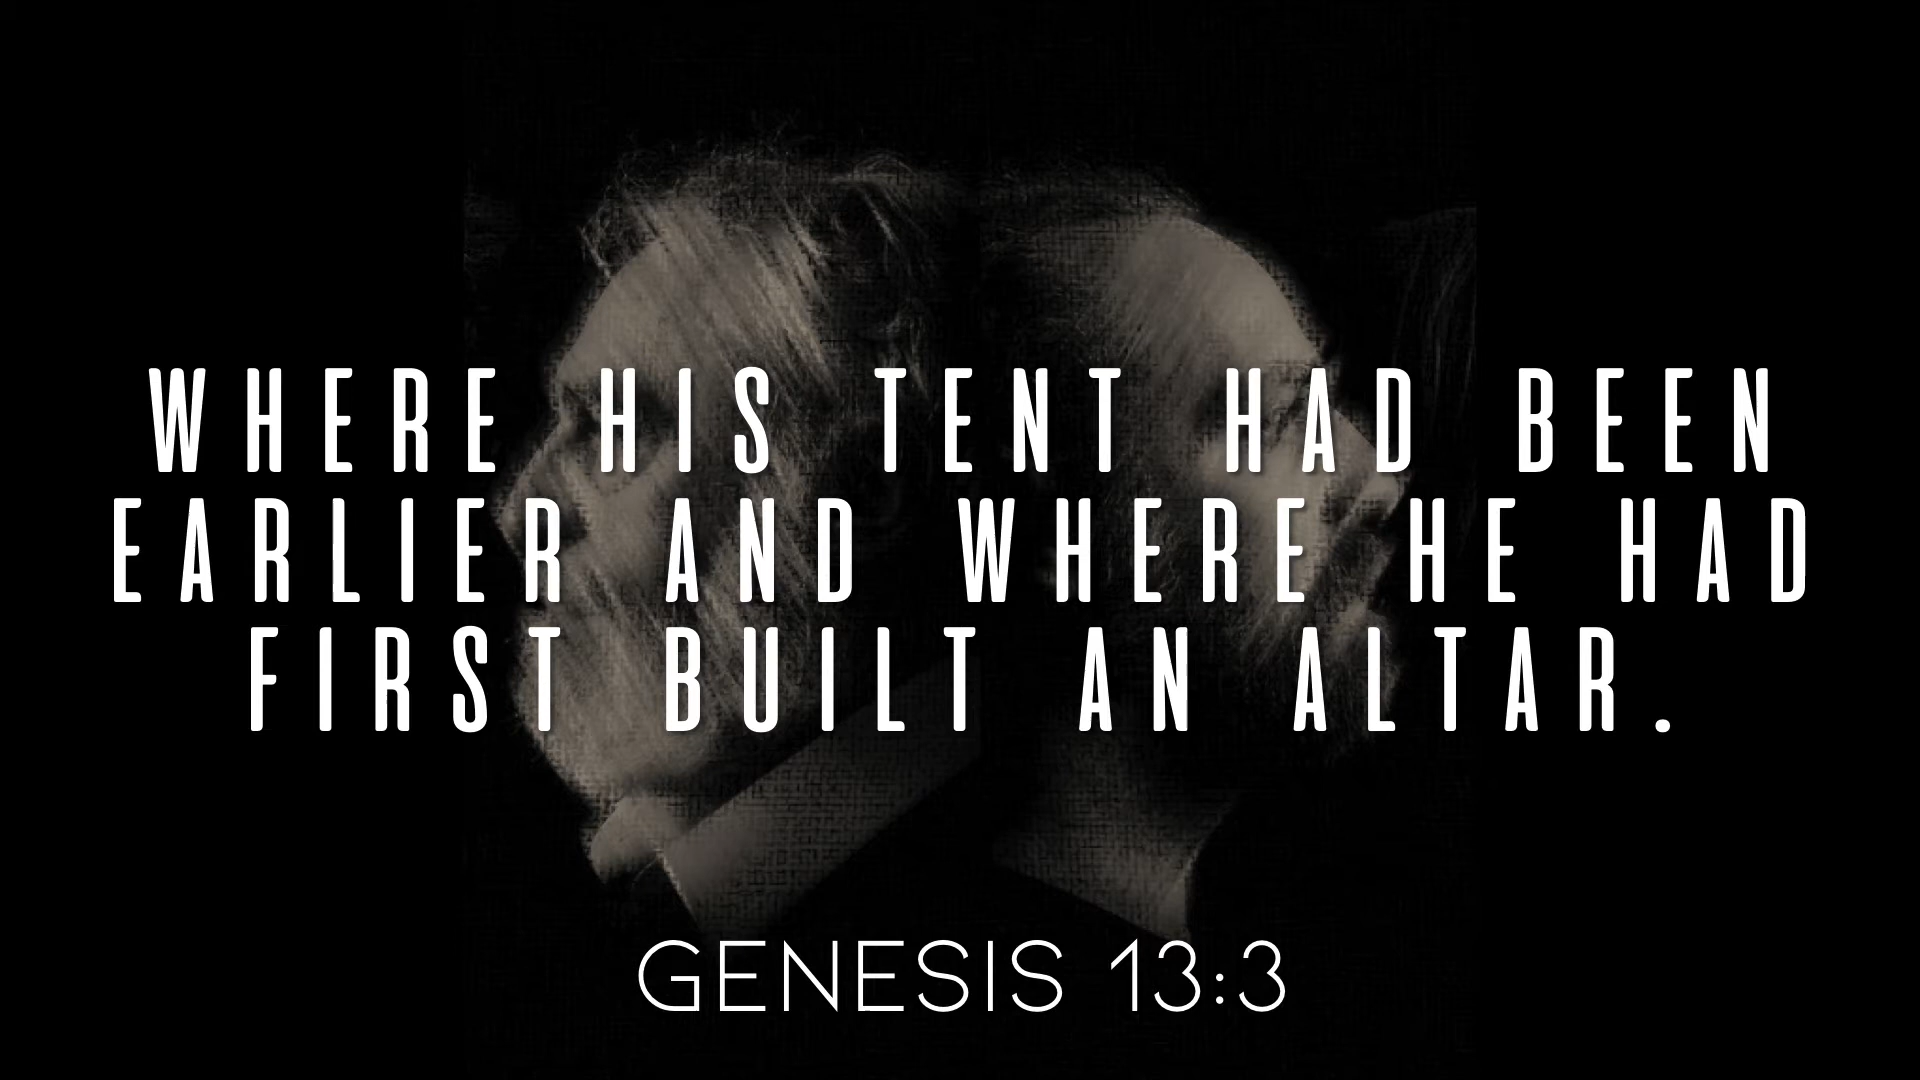 WHERE HIS TENT HAD BEEN
EARLIER AND WHERE HE HAD
FIRST BUILT AN ALTAR.
GENESIS 13:3